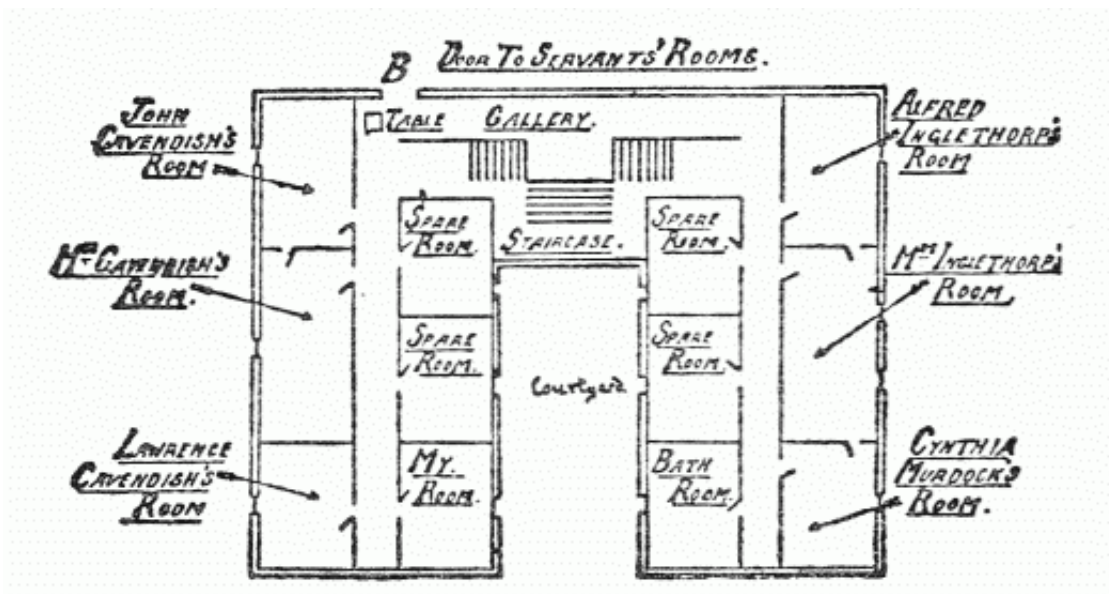 B DOOR TO SERVANTS' ROOMS.
JOHN
CAVENDISH'S
ROOM
TABLE GALLERY.
ALFRED
INGLETHORP'S
ROOM
SPARE
ROOM.
STAIRCASE.
SPARE
ROOM.
MRS CAVENDISH'S
ROOM.
MRS INGLETHORP'S
ROOM.
SPARE
ROOM.
Courtyard
SPARE
ROOM.
LAWRENCE
CAVENDISH'S
ROOM
MY.
ROOM.
BATH
ROOM.
CYNTHIA
MURDOCK'S
ROOM.